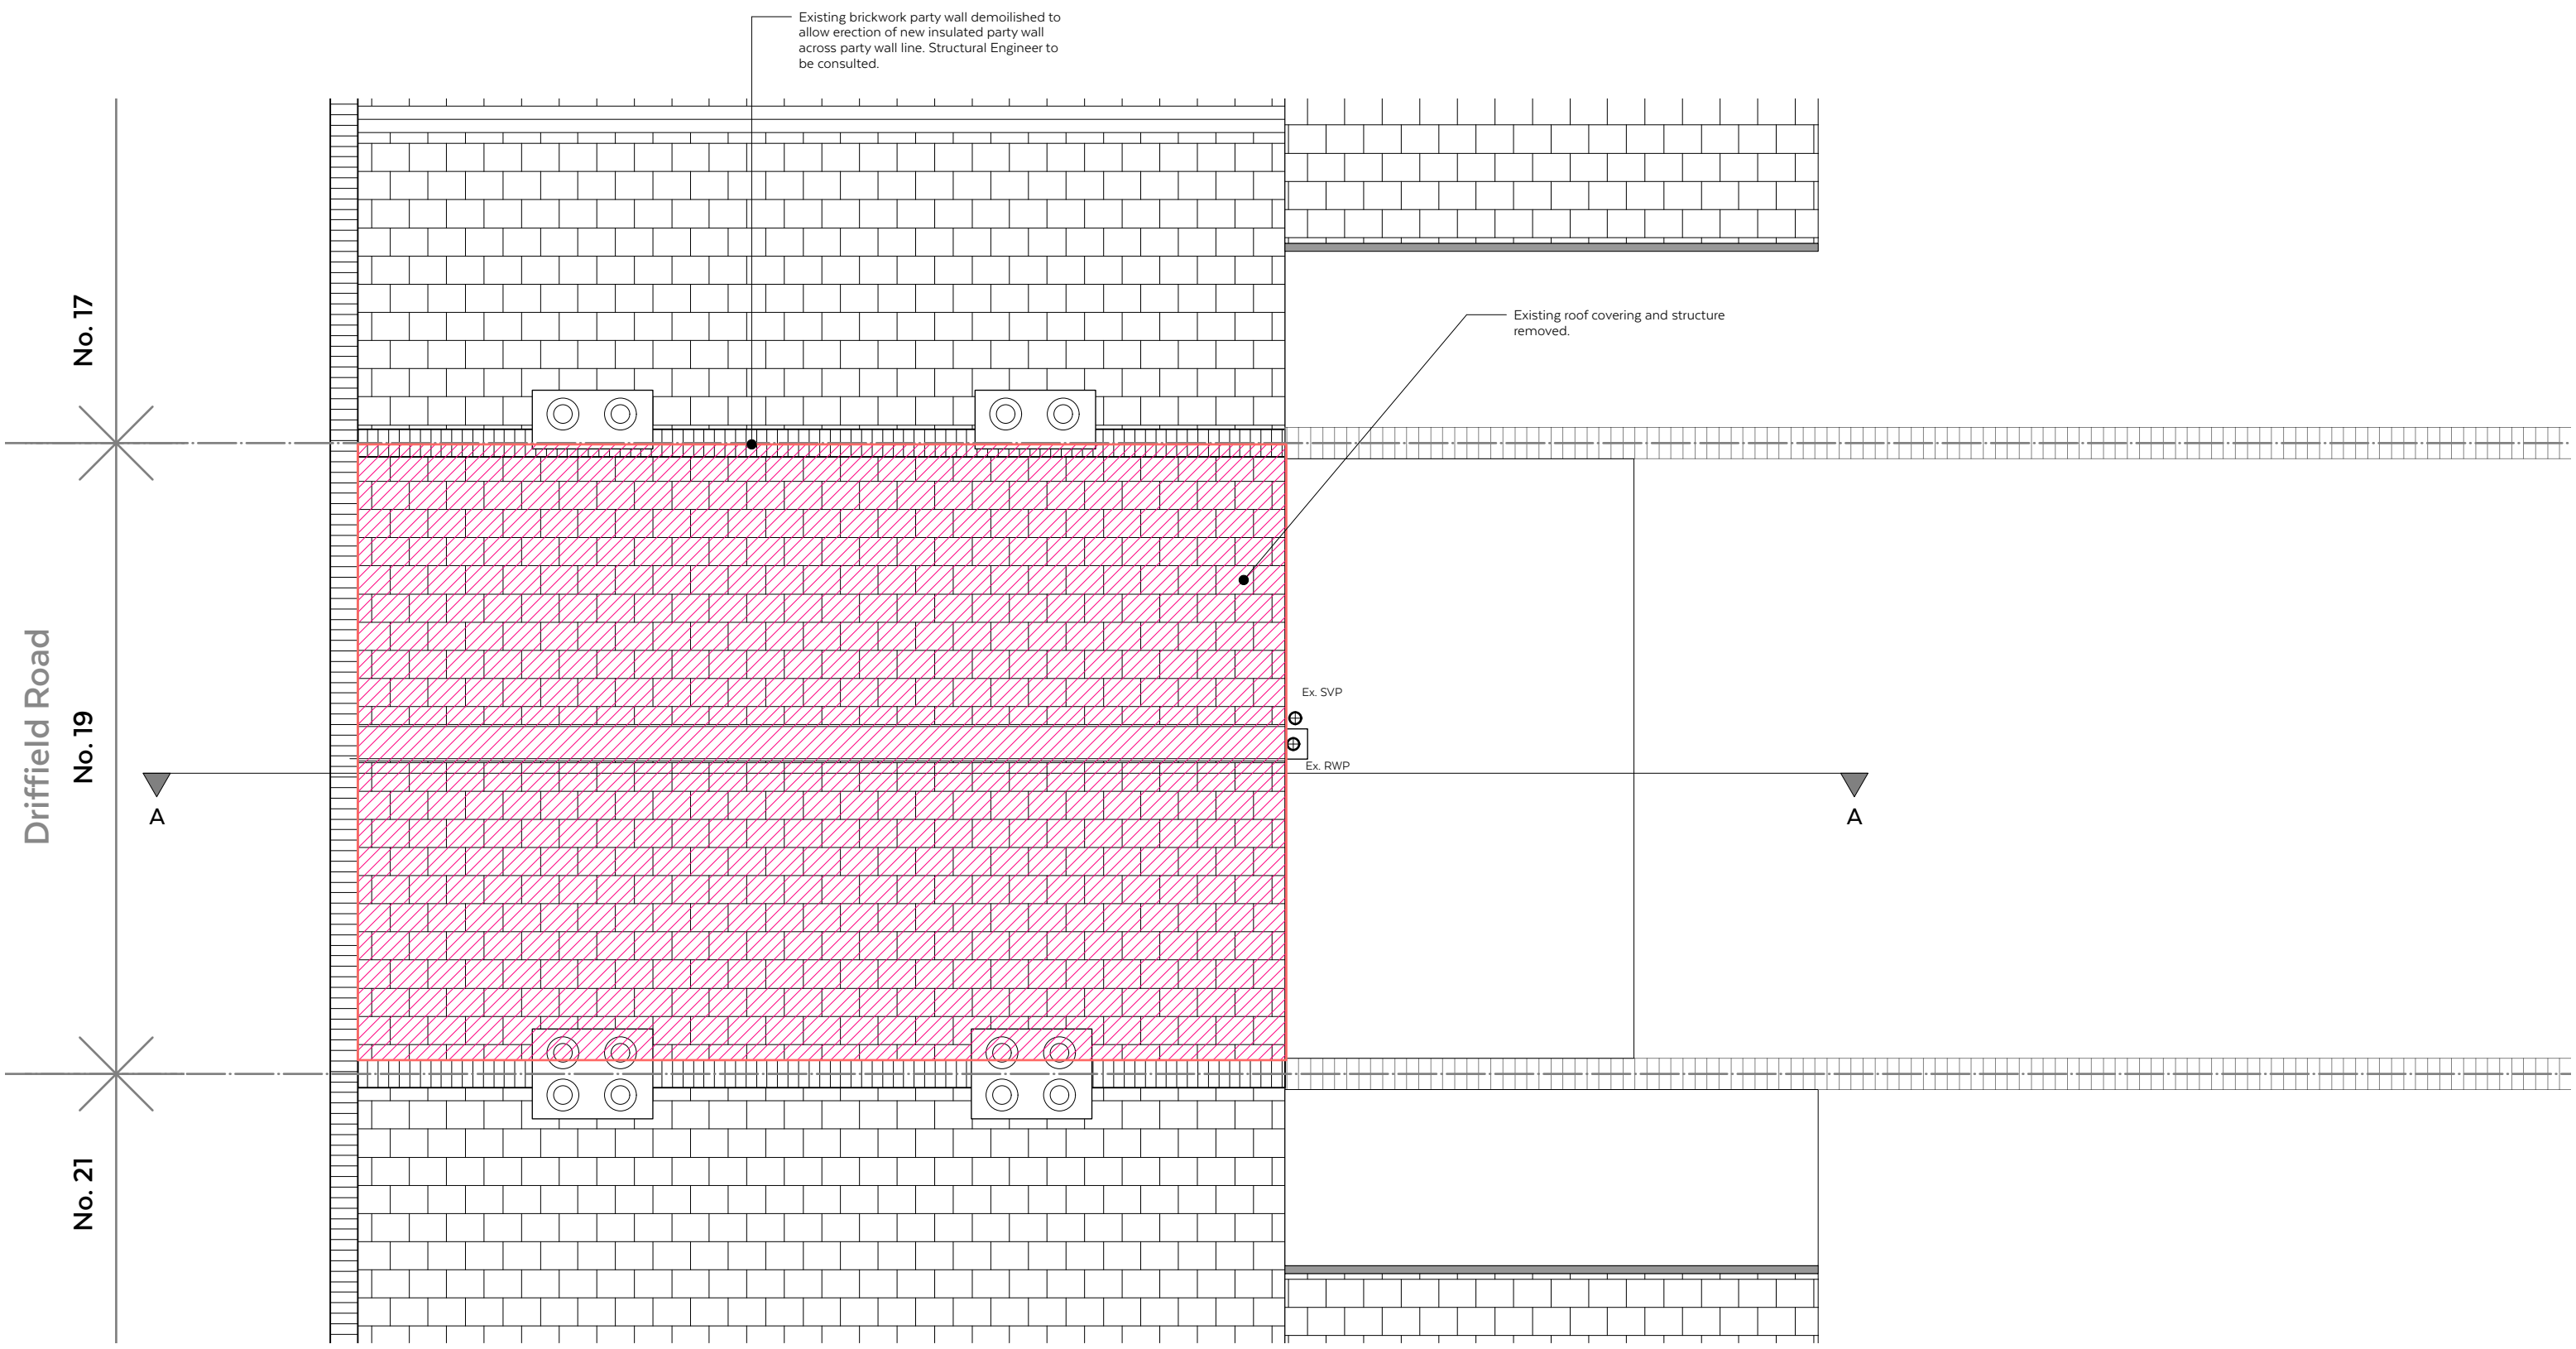 Existing brickwork party wall demoilished to
allow erection of new insulated party wall
across party wall line. Structural Engineer to
be consulted.
No. 17
Existing roof covering and structure
removed.
Driffield Road
No. 19
Ex. SVP
Ex. RWP
A
A
No. 21